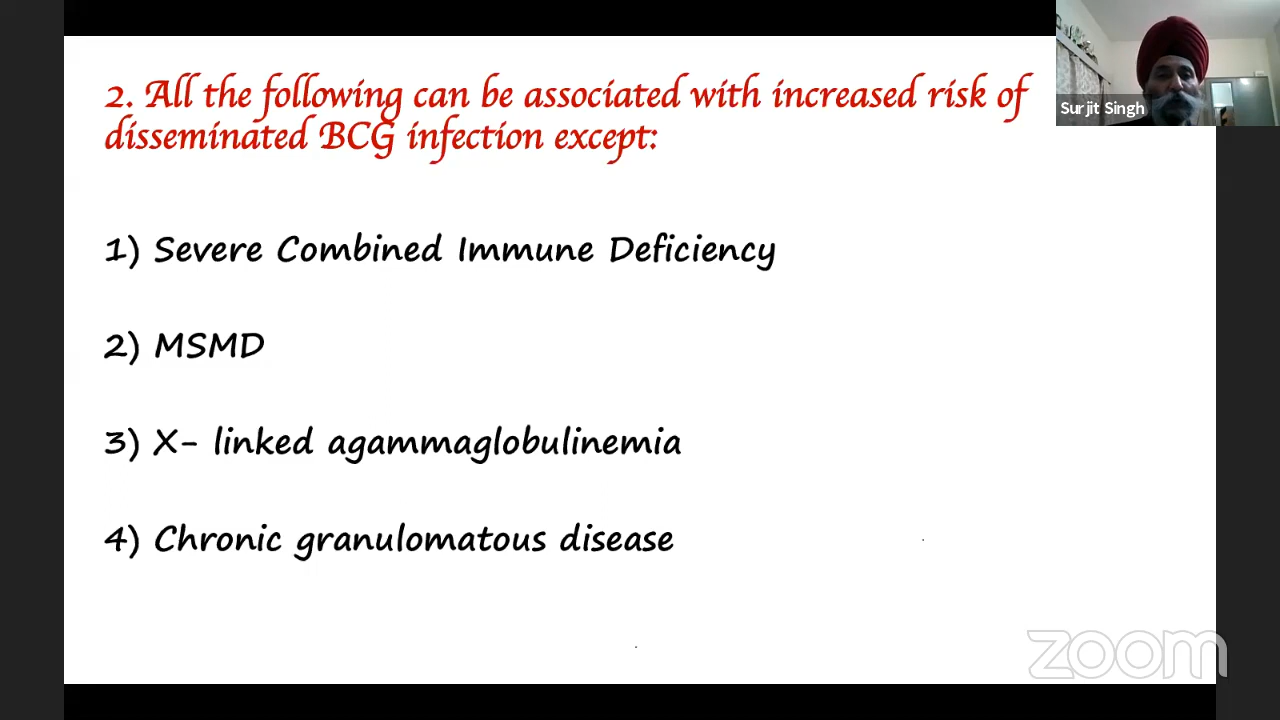 2. All the following can be associated with increased risk of
disseminated BCG infection except:
Surjit Singh
1) Severe Combined Immune Deficiency
2) MSMD
3) X- linked agammaglobulinemia
4) Chronic granulomatous disease
zoom